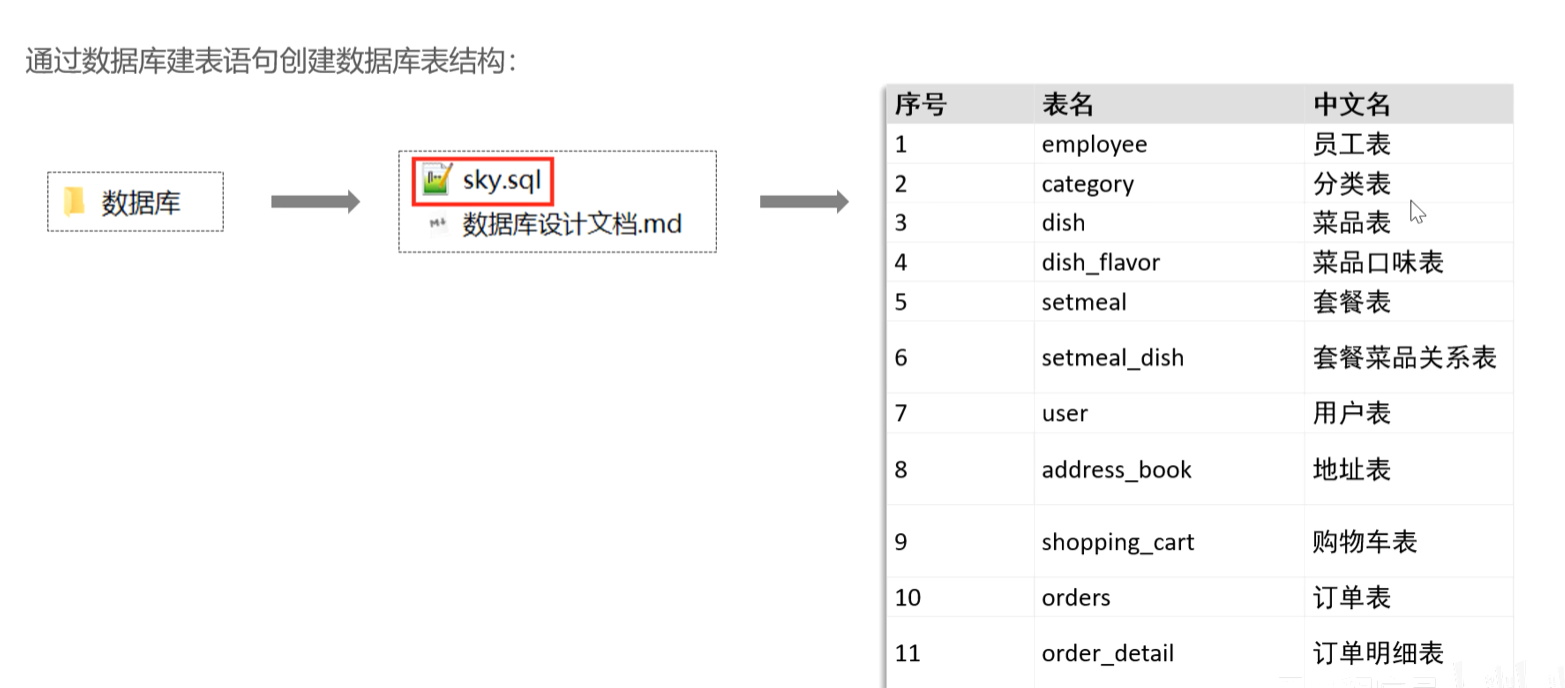 通过数据库建表语句创建数据库表结构：
数据库
sky.sql
数据库设计文档.md
序号 表名 中文名
1 employee 员工表
2 category 分类表
3 dish 菜品表
4 dish_flavor 菜品口味表
5 setmeal 套餐表
6 setmeal_dish 套餐菜品关系表
7 user 用户表
8 address_book 地址表
9 shopping_cart 购物车表
10 orders 订单表
11 order_detail 订单明细表